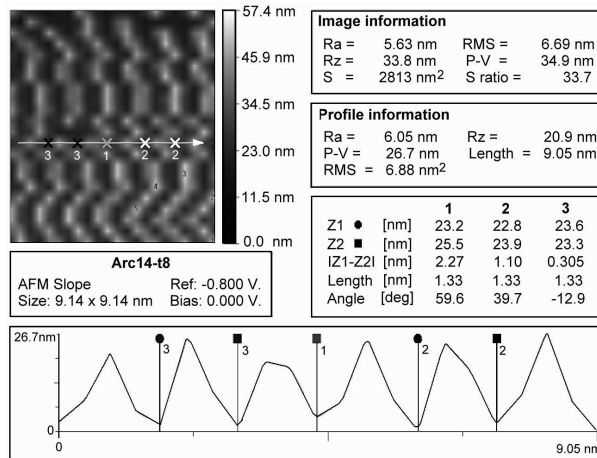 57.4 nm
45.9nm
34.5 nm
23.0 nm
11.5 nm
0.0 nm
3 3 1 2 2
3
4
5
Image information
Ra = 5.63 nm RMS = 6.69 nm
Rz = 33.8 nm P-V = 34.9 nm
S = 2813 nm² S ratio = 33.7
Profile information
Ra = 6.05 nm Rz = 20.9 nm
P-V = 26.7 nm Length = 9.05 nm
RMS = 6.88 nm²
1 2 3
Z1 ● [nm] 23.2 22.8 23.6
Z2 ■ [nm] 25.5 23.9 23.3
IZ1-Z2I [nm] 2.27 1.10 0.305
Length [nm] 1.33 1.33 1.33
Angle [deg] 59.6 39.7 -12.9
Arc14-t8
AFM Slope Ref: -0.800 V.
Size: 9.14 x 9.14 nm Bias: 0.000 V.
26.7nm
3 3 1 2 2
0
0 9.05 nm